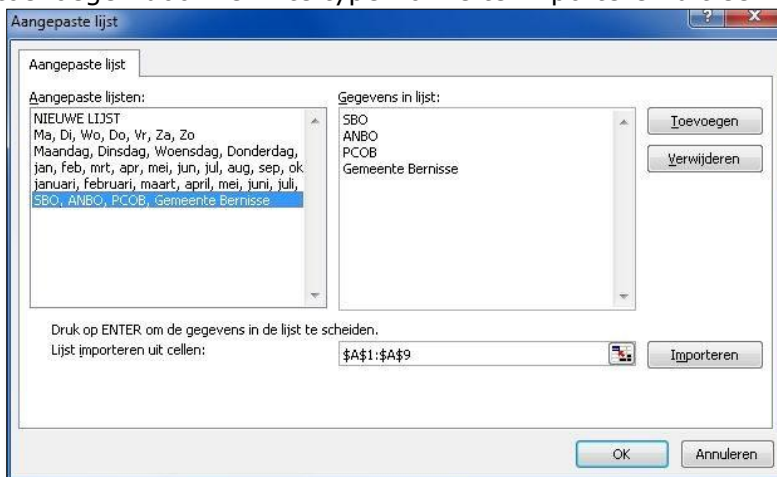 Aangepaste lijst
Aangepaste lijst
Aangepaste lijsten:
NIEUWE LIJST
Ma, Di, Wo, Do, Vr, Za, Zo
Maandag, Dinsdag, Woensdag, Donderdag,
jan, feb, mrt, apr, mei, jun, jul, aug, sep, ok
januari, februari, maart, april, mei, juni, juli,
SBO, ANBO, PCOB, Gemeente Bernisse
Gegevens in lijst:
SBO
ANBO
PCOB
Gemeente Bernisse
Toevoegen
Verwijderen
Druk op ENTER om de gegevens in de lijst te scheiden.
Lijst importeren uit cellen:
$A$1:$A$9
Importeren
OK
Annuleren